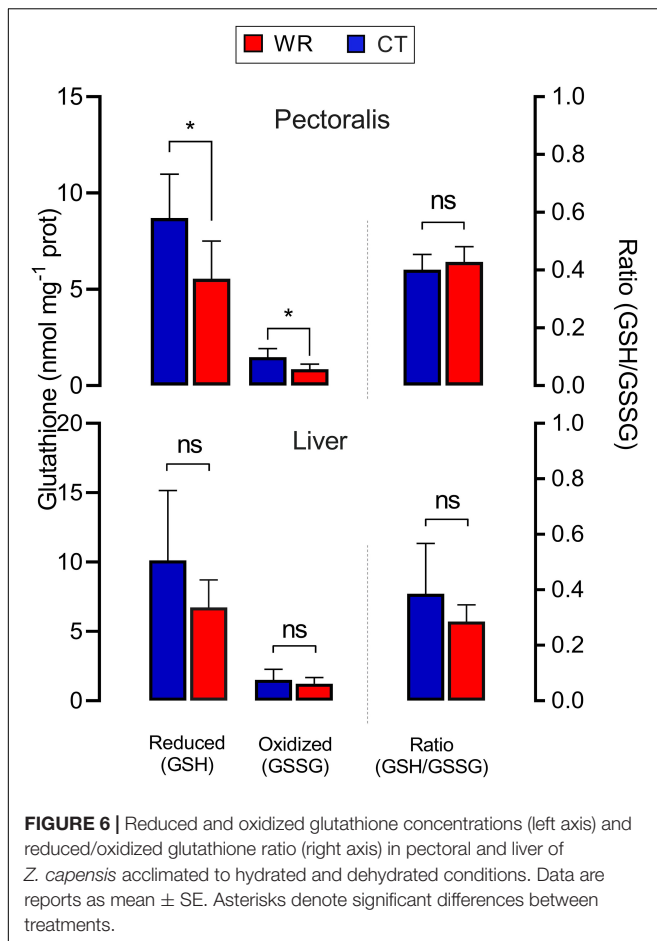 WR CT
Pectoralis
Glutathione (nmol mg⁻¹ prot)
Ratio (GSH/GSSG)
15
10
5
0
1.0
0.8
0.6
0.4
0.2
0.0
*
*
ns
Liver
20
15
10
5
0
1.0
0.8
0.6
0.4
0.2
0.0
ns
ns
ns
Reduced
(GSH)
Oxidized
(GSSG)
Ratio
(GSH/GSSG)
FIGURE 6 | Reduced and oxidized glutathione concentrations (left axis) and
reduced/oxidized glutathione ratio (right axis) in pectoral and liver of
Z. capensis acclimated to hydrated and dehydrated conditions. Data are
reports as mean ± SE. Asterisks denote significant differences between
treatments.